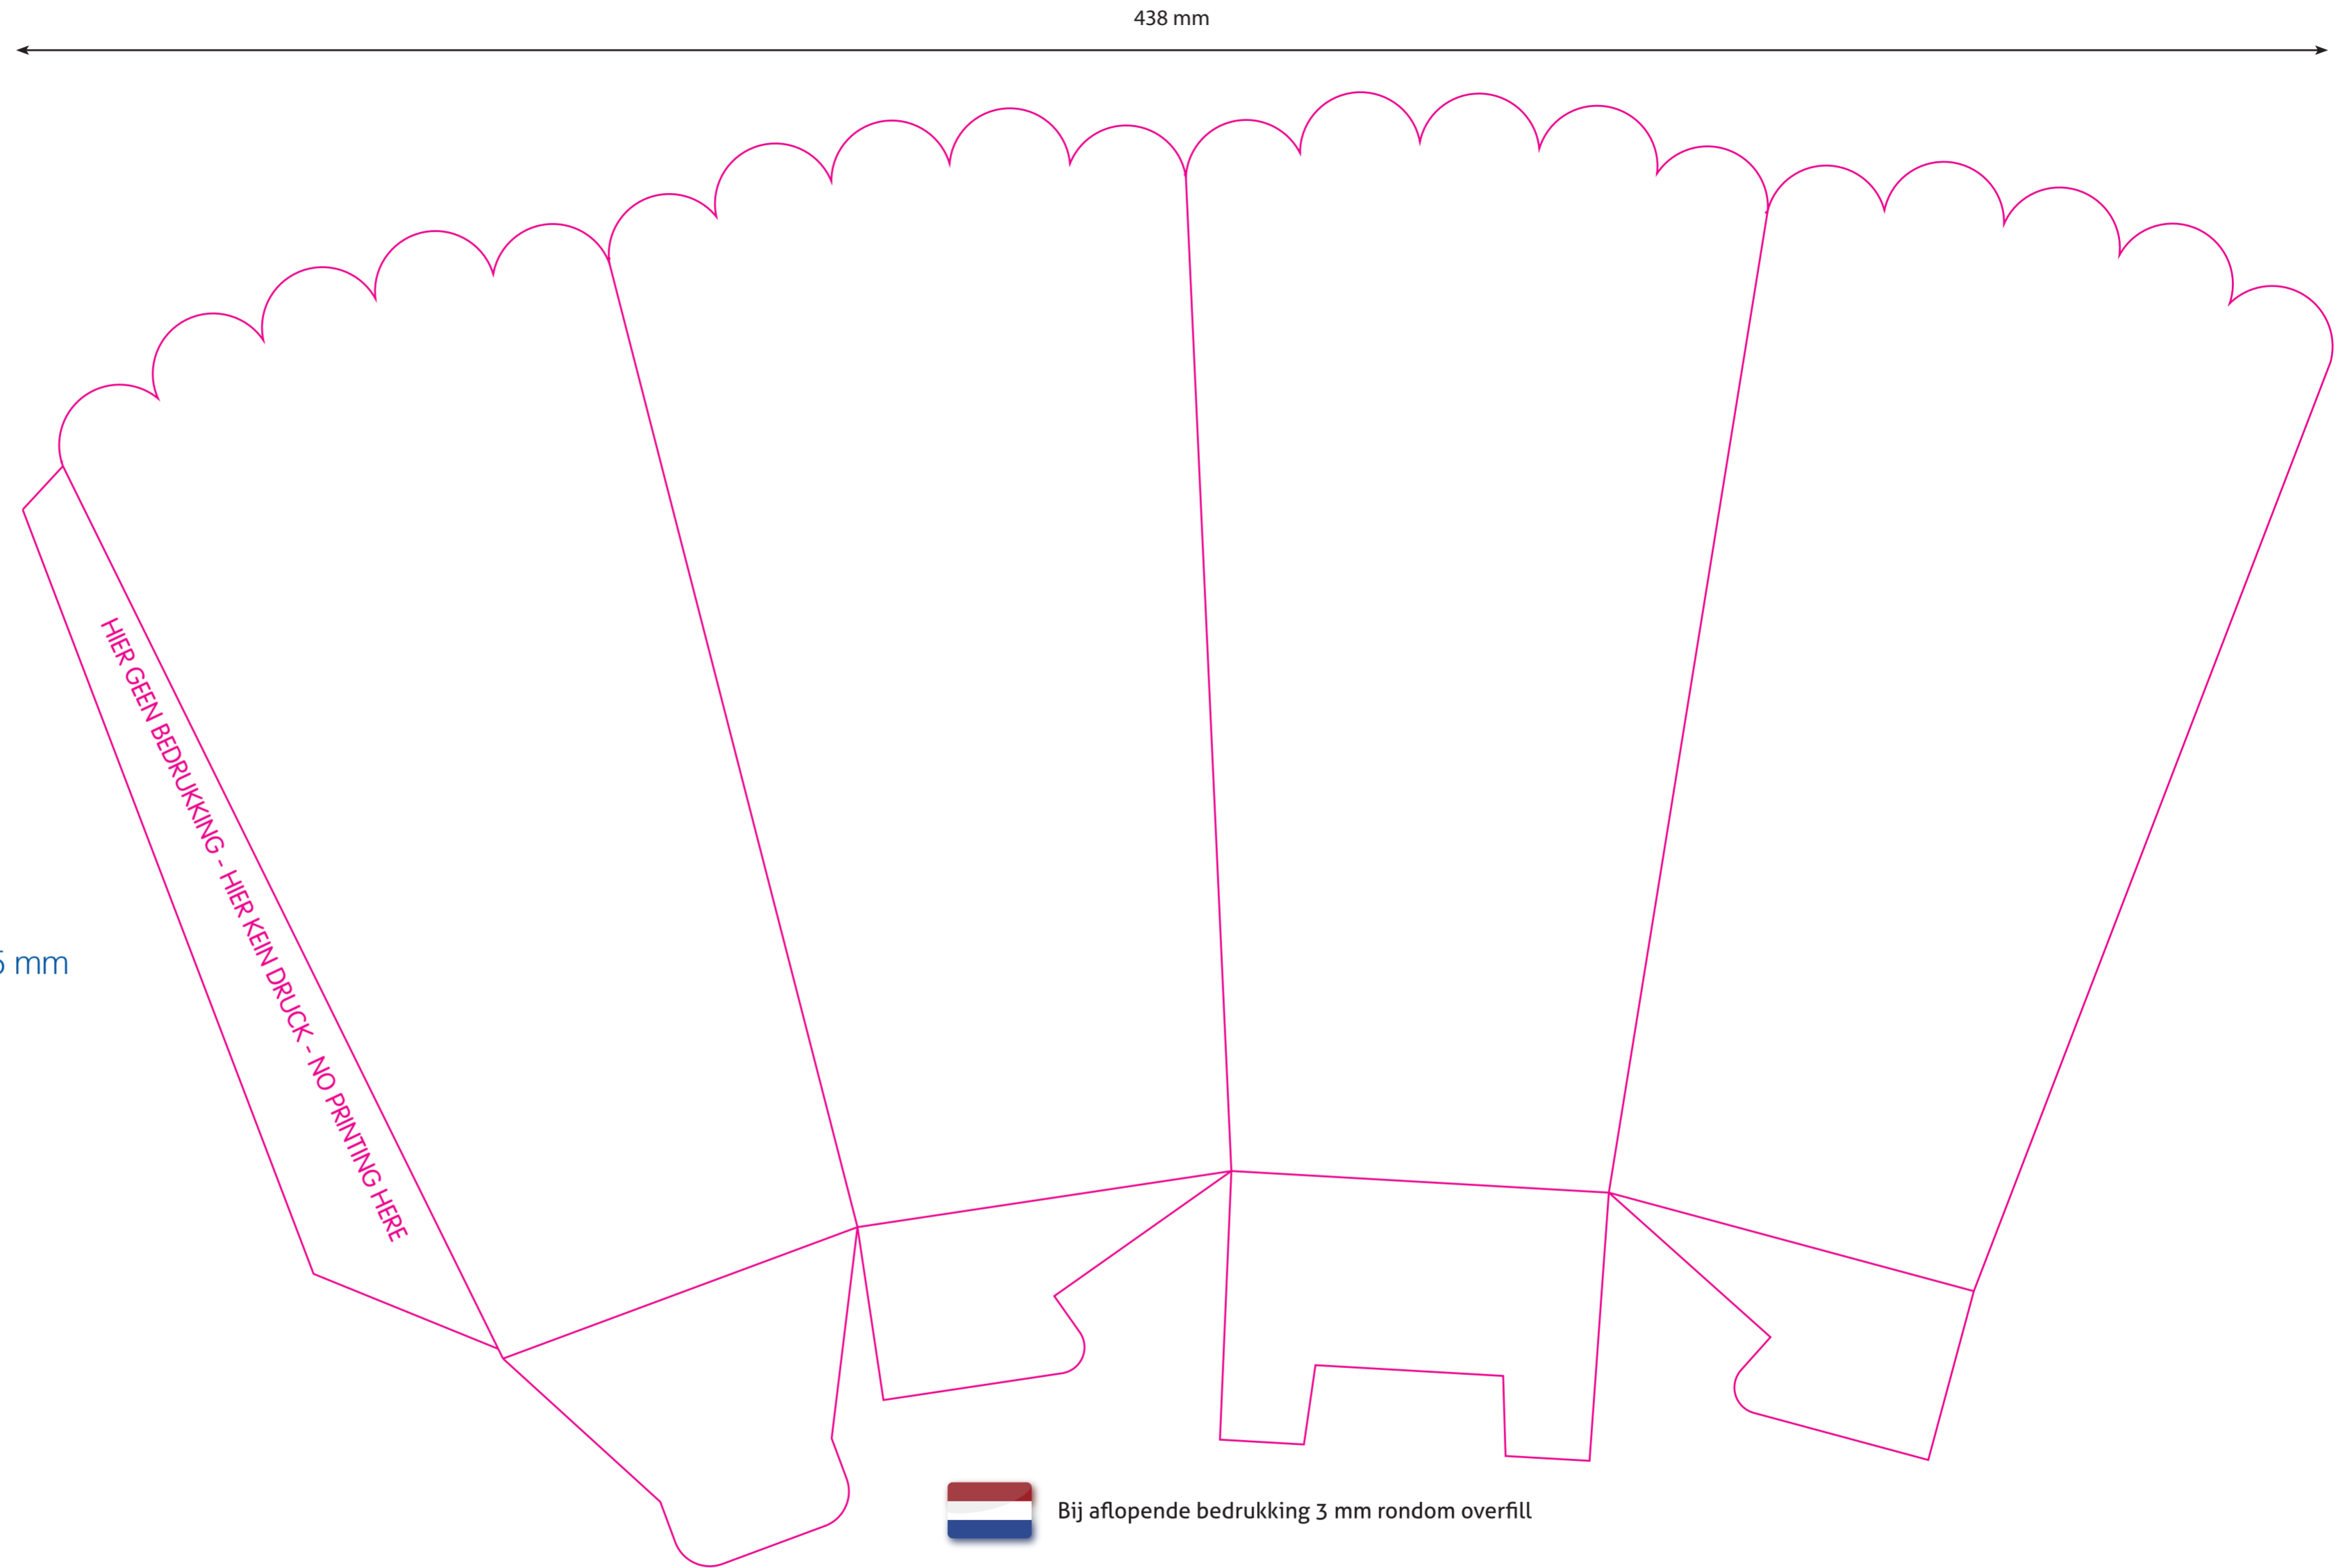 438 mm
HIER GEEN BEDRUKKING - HIER KEIN DRUCK - NO PRINTING HERE
5 mm
Bij aflopende bedrukking 3 mm rondom overfill